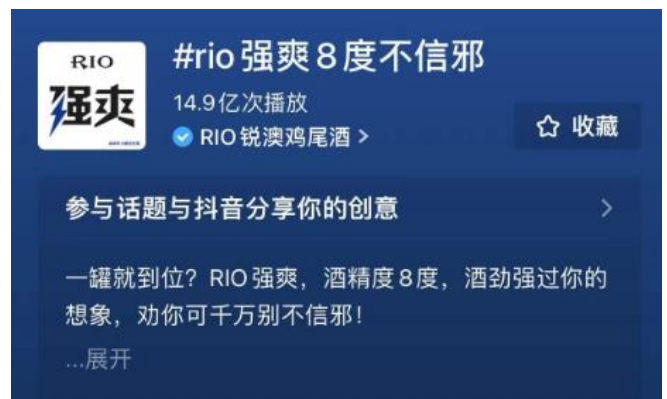 RIO
强爽
#rio强爽8度不信邪
14.9亿次播放
RIO锐澳鸡尾酒 >
收藏
参与话题与抖音分享你的创意 >
一罐就到位？RIO强爽，酒精度8度，酒劲强过你的
想象，劝你可千万别不信邪！
...展开